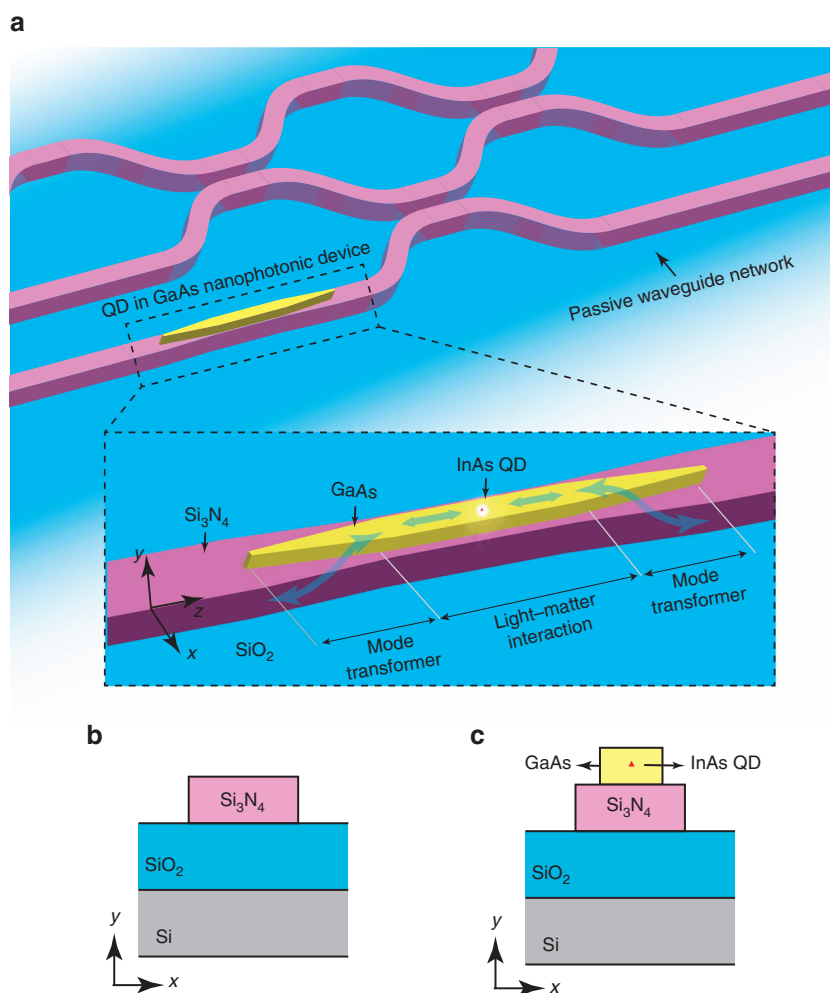 a
QD in GaAs nanophotonic device
Passive waveguide network
InAs QD
GaAs
Si₃N₄
y
z
x
SiO₂
Mode
transformer
Light–matter
interaction
Mode
transformer
b
Si₃N₄
SiO₂
Si
y
x
c
GaAs
InAs QD
Si₃N₄
SiO₂
Si
y
x